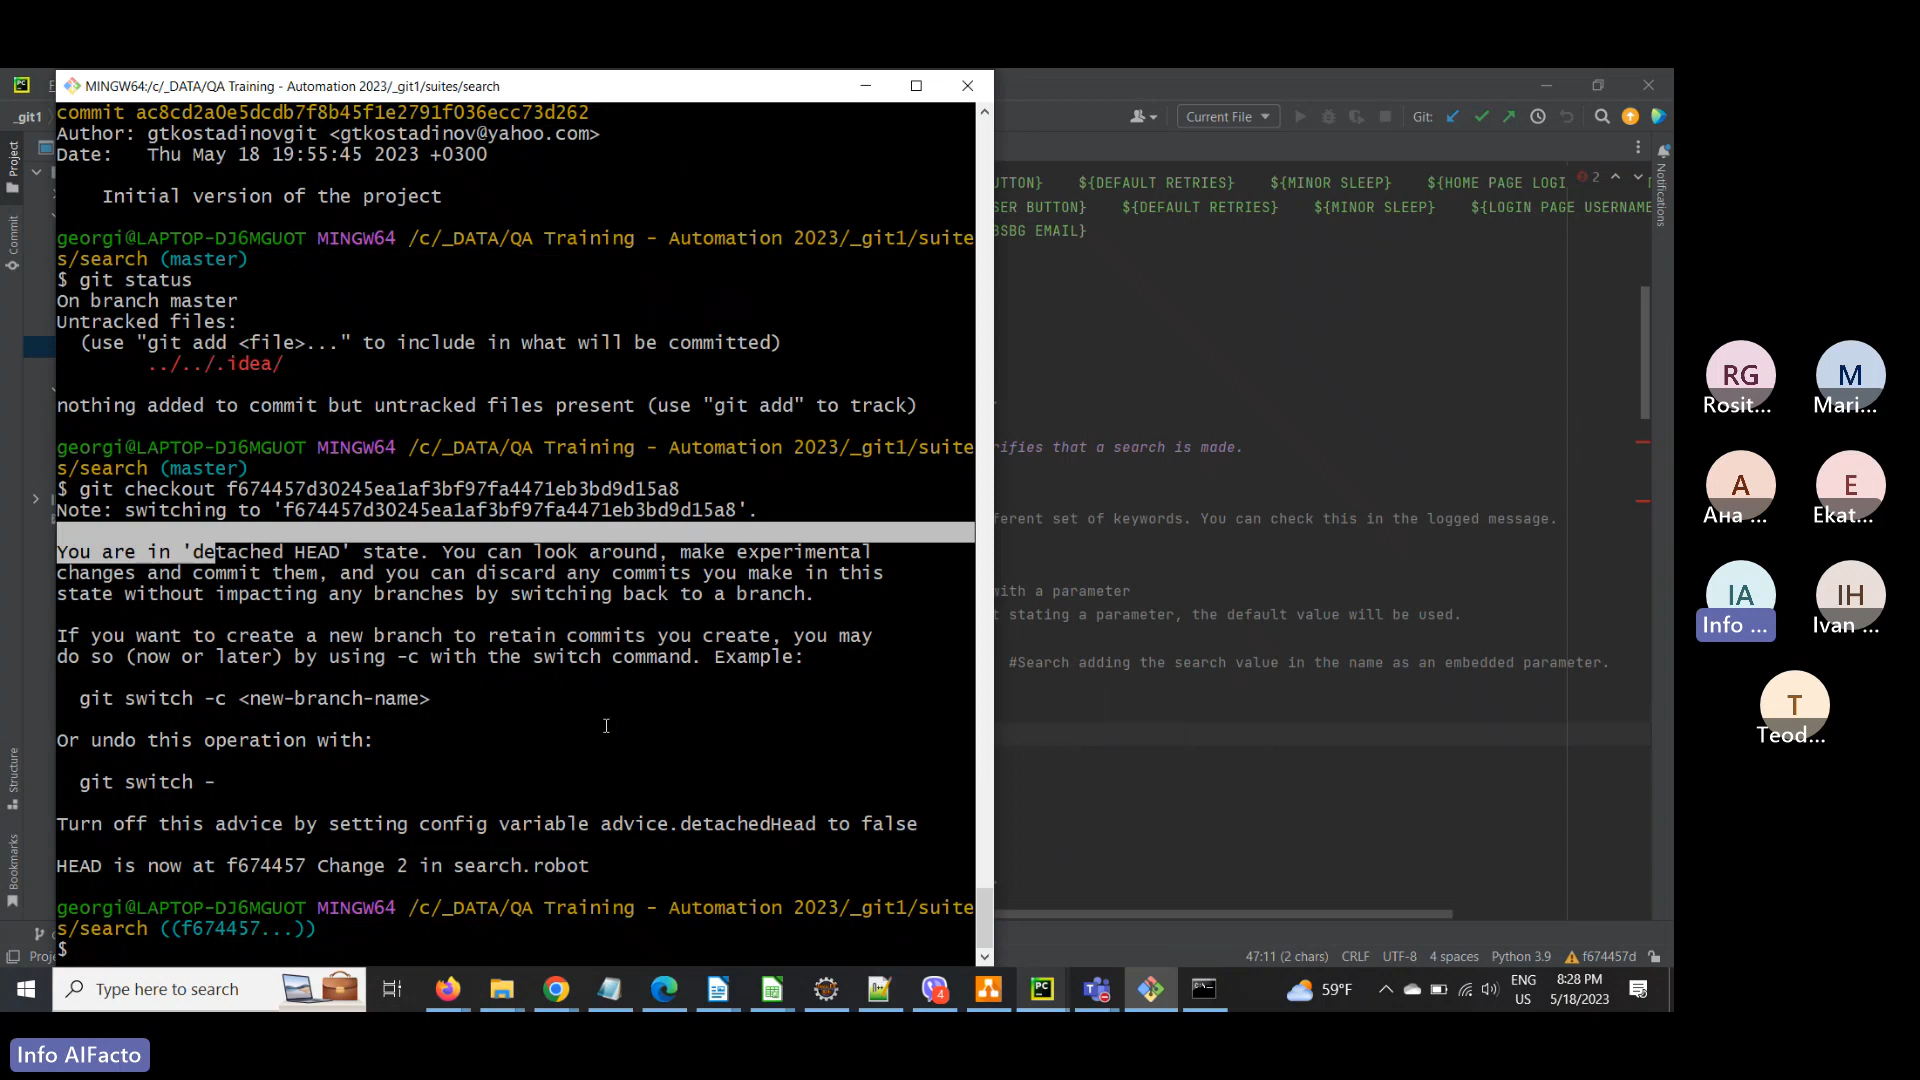 MINGW64:/c/_DATA/QA Training - Automation 2023/_git1/suites/search
commit ac8cd2a0e5dcdb7f8b45f1e2791f036ecc73d262
Author: gtkostadinovgit <gtkostadinov@yahoo.com>
Date:   Thu May 18 19:55:45 2023 +0300
Initial version of the project
georgi@LAPTOP-DJ6MGUOT MINGW64 /c/_DATA/QA Training - Automation 2023/_git1/suite
s/search (master)
$ git status
On branch master
Untracked files:
(use "git add <file>..." to include in what will be committed)
../../.idea/
nothing added to commit but untracked files present (use "git add" to track)
georgi@LAPTOP-DJ6MGUOT MINGW64 /c/_DATA/QA Training - Automation 2023/_git1/suite
s/search (master)
$ git checkout f674457d30245ea1af3bf97fa4471eb3bd9d15a8
Note: switching to 'f674457d30245ea1af3bf97fa4471eb3bd9d15a8'.
You are in 'detached HEAD' state. You can look around, make experimental
changes and commit them, and you can discard any commits you make in this
state without impacting any branches by switching back to a branch.
If you want to create a new branch to retain commits you create, you may
do so (now or later) by using -c with the switch command. Example:
git switch -c <new-branch-name>
Or undo this operation with:
git switch -
Turn off this advice by setting config variable advice.detachedHead to false
HEAD is now at f674457 Change 2 in search.robot
georgi@LAPTOP-DJ6MGUOT MINGW64 /c/_DATA/QA Training - Automation 2023/_git1/suite
s/search ((f674457...))
$
_git1
Project
Commit
Structure
Bookmarks
Proje
Current File
Git:
Notifications
2
UTTON}    ${DEFAULT RETRIES}    ${MINOR SLEEP}    ${HOME PAGE LOGI
SER BUTTON}    ${DEFAULT RETRIES}    ${MINOR SLEEP}    ${LOGIN PAGE USERNAME
BSBG EMAIL}
rifies that a search is made.
ferent set of keywords. You can check this in the logged message.
with a parameter
t stating a parameter, the default value will be used.
#Search adding the search value in the name as an embedded parameter.
47:11 (2 chars)  CRLF  UTF-8  4 spaces  Python 3.9  f674457d
Type here to search
4
59°F
ENG
US
8:28 PM
5/18/2023
RG
Rosit...
M
Mari...
A
Ана ...
E
Ekat...
IA
Info ...
IH
Ivan ...
T
Teod...
Info AIFacto